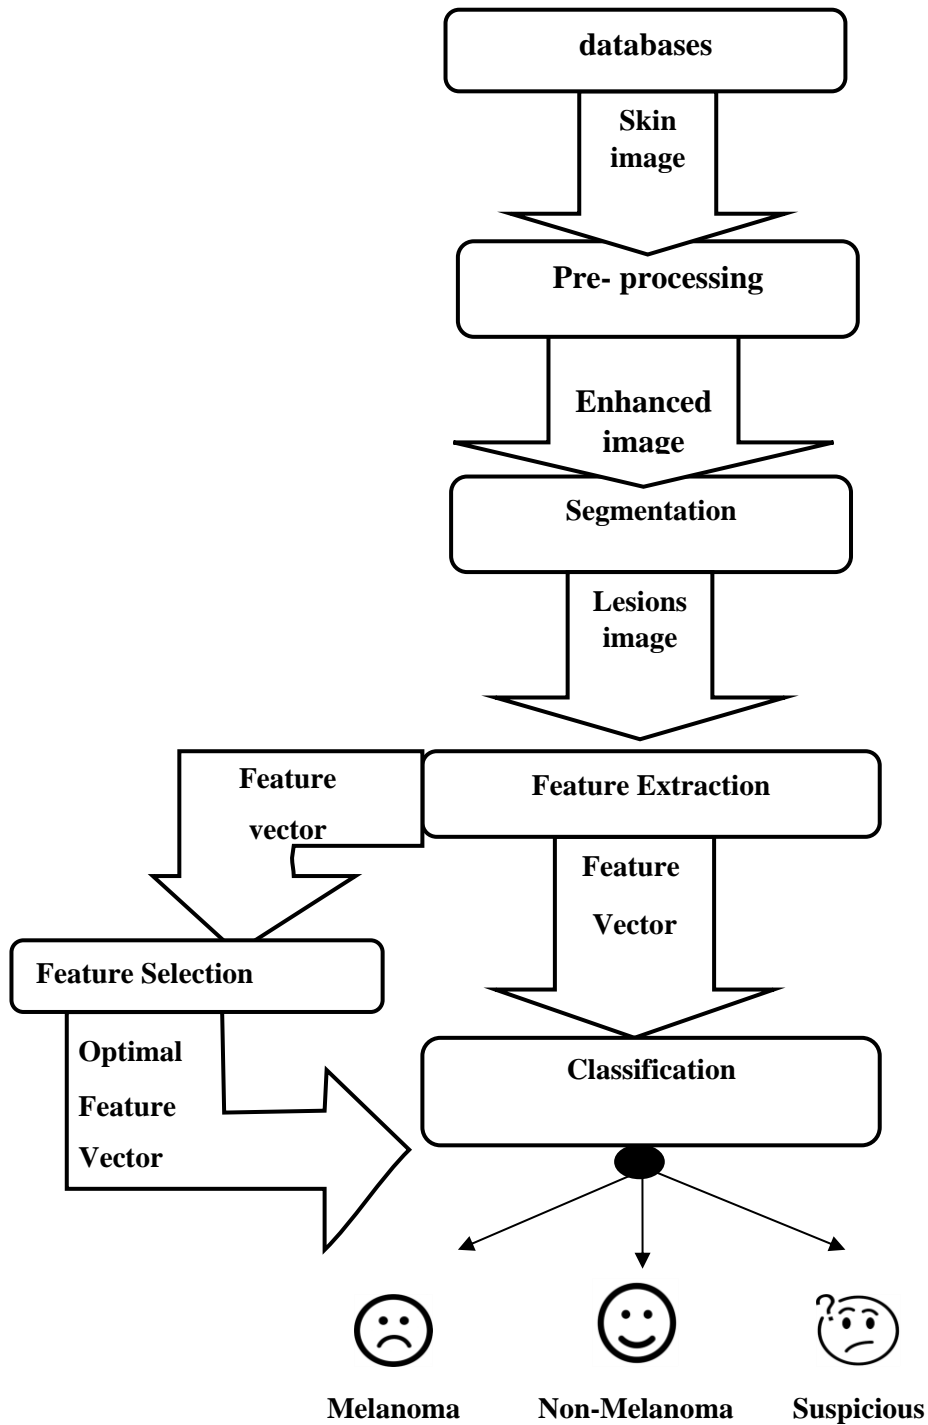 databases
Skin
image
Pre- processing
Enhanced
image
Segmentation
Lesions
image
Feature Extraction
Feature
vector
Feature
Vector
Feature Selection
Optimal
Feature
Vector
Classification
?
Melanoma
Non-Melanoma
Suspicious